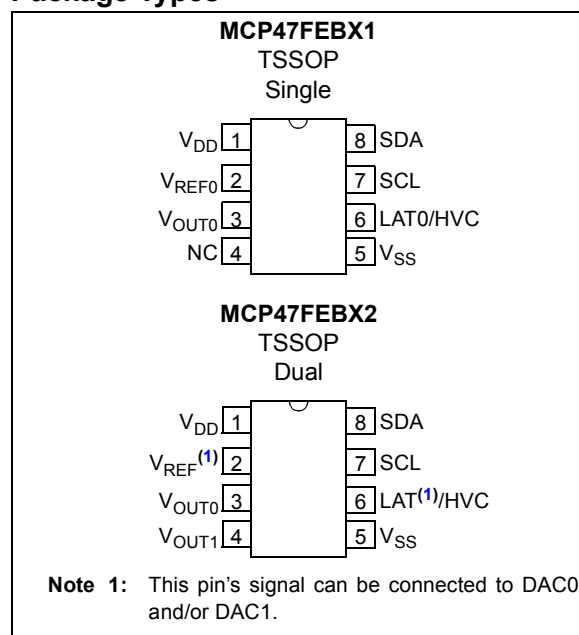 Package Types
MCP47FEBX1
TSSOP
Single
VDD 1 8 SDA
VREF0 2 7 SCL
VOUT0 3 6 LAT0/HVC
NC 4 5 VSS
MCP47FEBX2
TSSOP
Dual
VDD 1 8 SDA
VREF(1) 2 7 SCL
VOUT0 3 6 LAT(1)/HVC
VOUT1 4 5 VSS
Note 1: This pin's signal can be connected to DAC0
and/or DAC1.